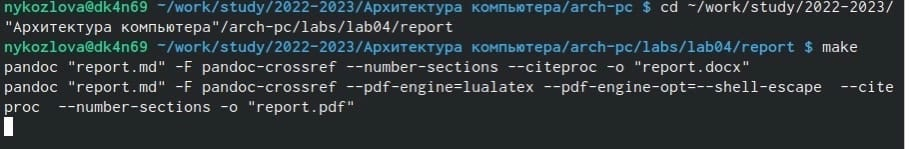 nykozlova@dk4n69 ~/work/study/2022-2023/Архитектура компьютера/arch-pc $ cd ~/work/study/2022-2023/
"Архитектура компьютера"/arch-pc/labs/lab04/report
nykozlova@dk4n69 ~/work/study/2022-2023/Архитектура компьютера/arch-pc/labs/lab04/report $ make
pandoc "report.md" -F pandoc-crossref --number-sections --citeproc -o "report.docx"
pandoc "report.md" -F pandoc-crossref --pdf-engine=lualatex --pdf-engine-opt=--shell-escape  --cite
proc  --number-sections -o "report.pdf"